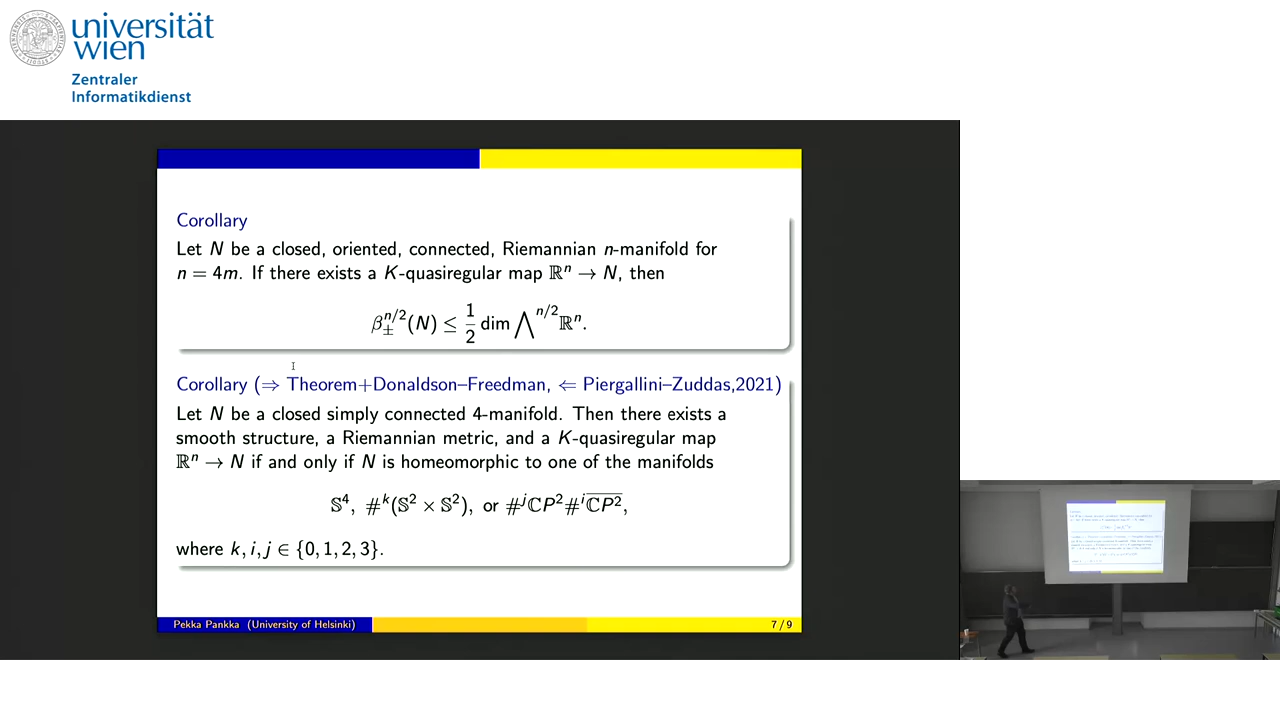 universität
wien
Zentraler
Informatikdienst
Corollary
Let N be a closed, oriented, connected, Riemannian n-manifold for
n = 4m. If there exists a K-quasiregular map ℝⁿ → N, then
β±^{n/2}(N) ≤ 1/2 dim ⋀^{n/2} ℝⁿ.
Corollary (⇒ Theorem+Donaldson–Freedman, ⇐ Piergallini–Zuddas,2021)
Let N be a closed simply connected 4-manifold. Then there exists a
smooth structure, a Riemannian metric, and a K-quasiregular map
ℝⁿ → N if and only if N is homeomorphic to one of the manifolds
𝕊⁴, #ᵏ(𝕊² × 𝕊²), or #ʲℂP²#ⁱ\overline{ℂP²},
where k, i, j ∈ {0, 1, 2, 3}.
Pekka Pankka (University of Helsinki)
7 / 9